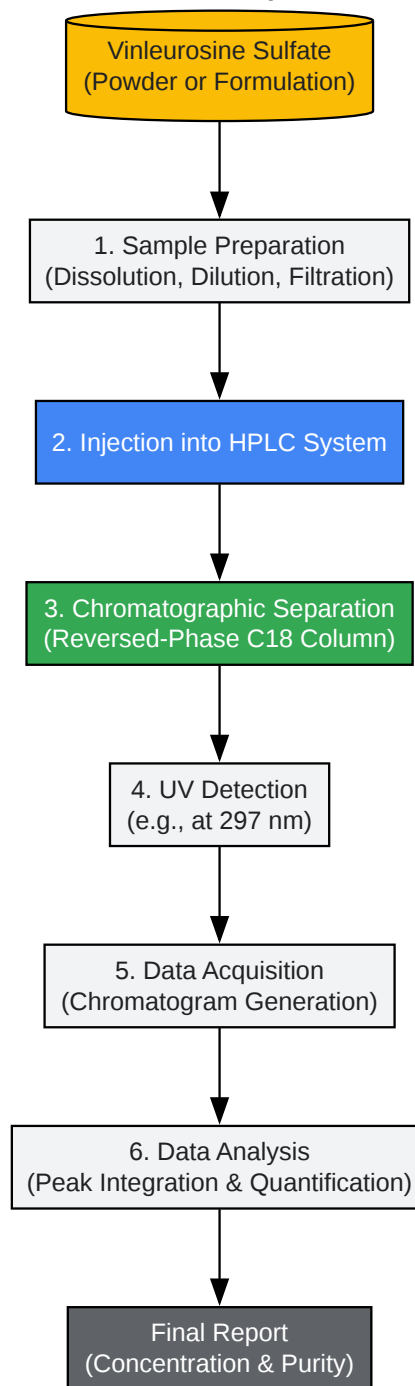 Vinleurosine Sulfate
(Powder or Formulation)
1. Sample Preparation
(Dissolution, Dilution, Filtration)
2. Injection into HPLC System
3. Chromatographic Separation
(Reversed-Phase C18 Column)
4. UV Detection
(e.g., at 297 nm)
5. Data Acquisition
(Chromatogram Generation)
6. Data Analysis
(Peak Integration & Quantification)
Final Report
(Concentration & Purity)